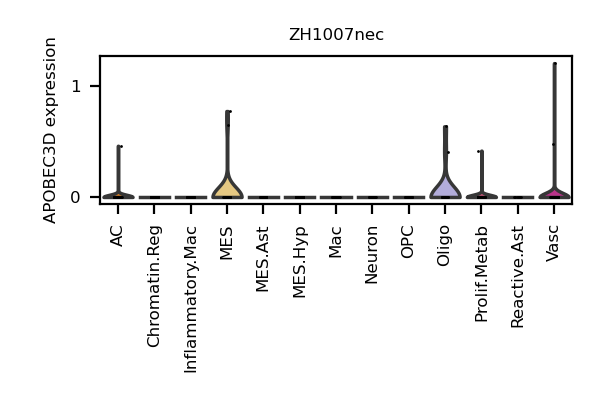 ZH1007nec
APOBEC3D expression
1
0
AC
Chromatin.Reg
Inflammatory.Mac
MES
MES.Ast
MES.Hyp
Mac
Neuron
OPC
Oligo
Prolif.Metab
Reactive.Ast
Vasc